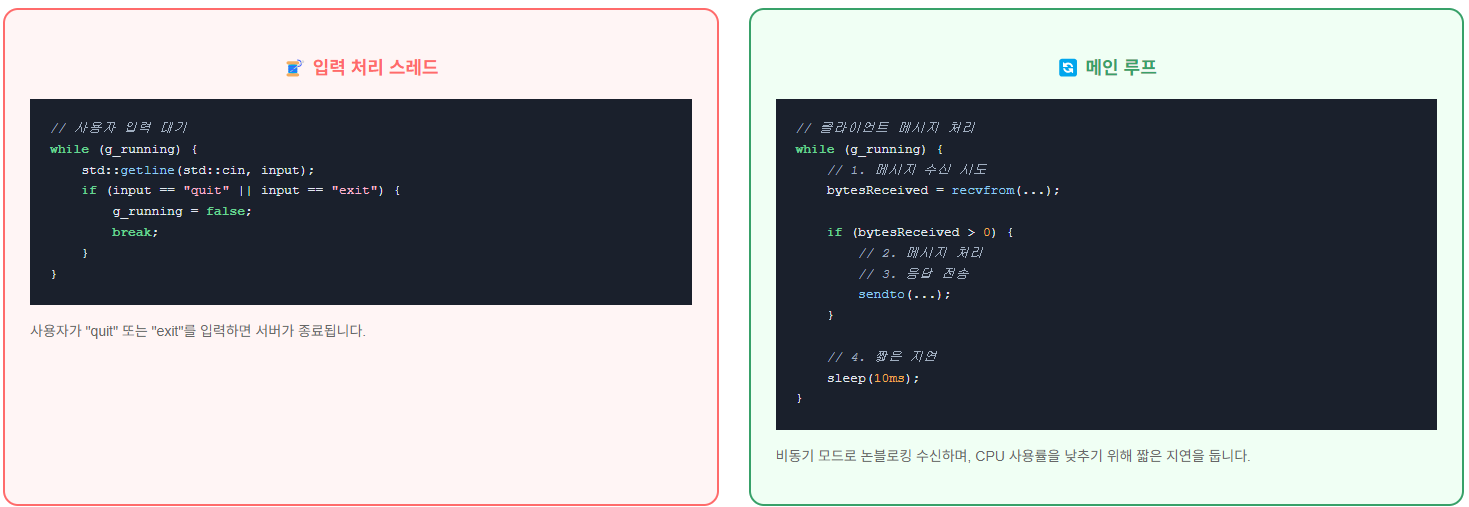 입력 처리 스레드
// 사용자 입력 대기
while (g_running) {
    std::getline(std::cin, input);
    if (input == "quit" || input == "exit") {
        g_running = false;
        break;
    }
}
사용자가 "quit" 또는 "exit"를 입력하면 서버가 종료됩니다.
메인 루프
// 클라이언트 메시지 처리
while (g_running) {
    // 1. 메시지 수신 시도
    bytesReceived = recvfrom(...);
    if (bytesReceived > 0) {
        // 2. 메시지 처리
        // 3. 응답 전송
        sendto(...);
    }
    // 4. 짧은 지연
    sleep(10ms);
}
비동기 모드로 논블로킹 수신하며, CPU 사용률을 낮추기 위해 짧은 지연을 둡니다.